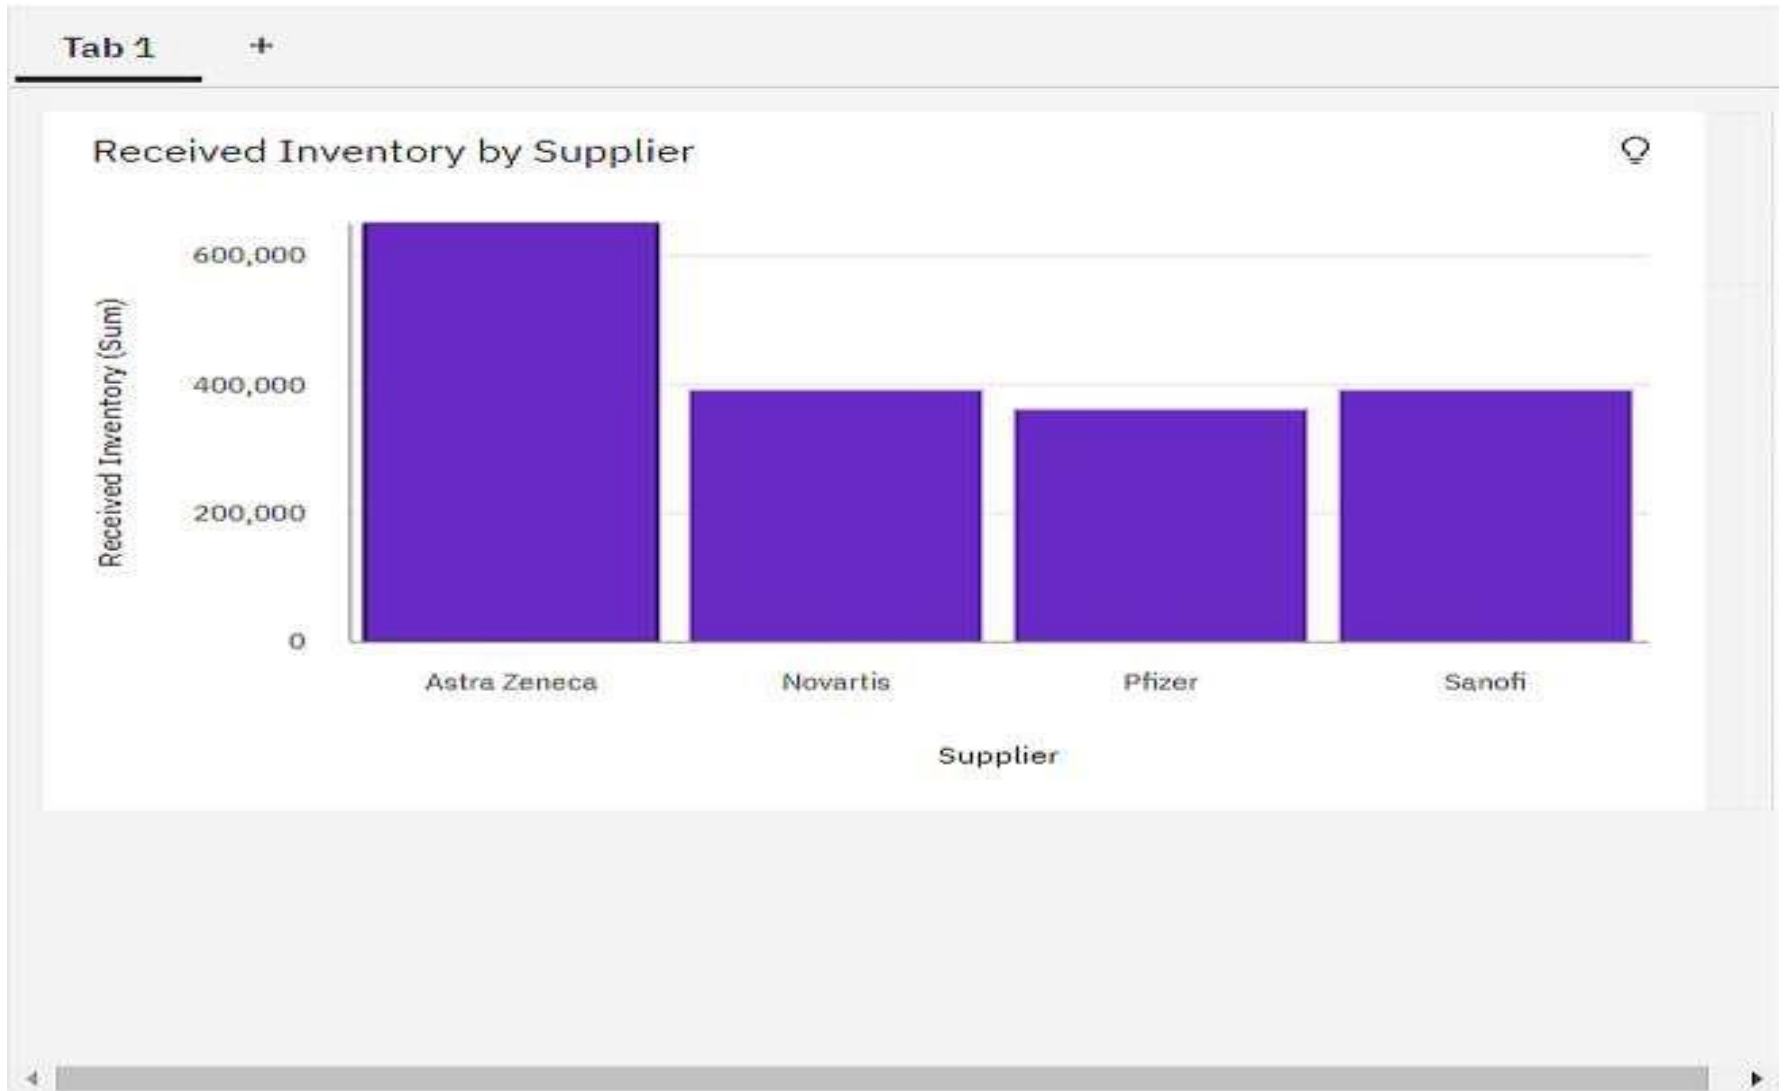 Tab 1 +
Received Inventory by Supplier
Received Inventory (Sum)
600,000
400,000
200,000
0
Astra Zeneca Novartis Pfizer Sanofi
Supplier